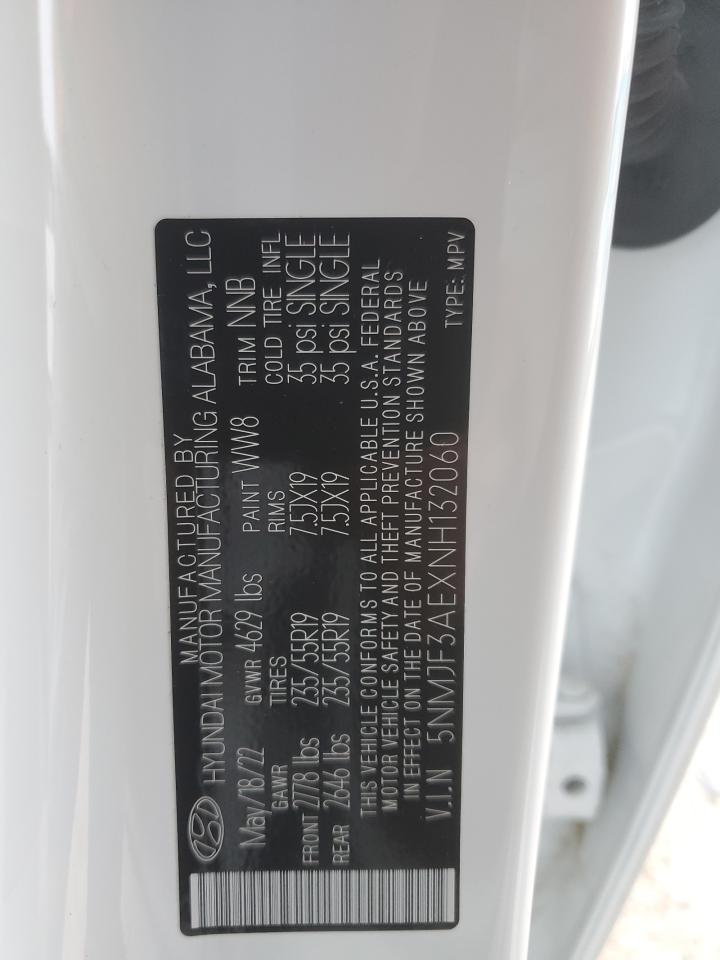 MANUFACTURED BY
HYUNDAI MOTOR MANUFACTURING ALABAMA, LLC
May/18/22 GVWR 4629 lbs PAINT WW8 TRIM NNB
GAWR TIRES RIMS COLD TIRE INFL
FRONT 2778 lbs 235/55R19 7.5JX19 35 psi SINGLE
REAR 2646 lbs 235/55R19 7.5JX19 35 psi SINGLE
THIS VEHICLE CONFORMS TO ALL APPLICABLE U.S.A. FEDERAL
MOTOR VEHICLE SAFETY AND THEFT PREVENTION STANDARDS
IN EFFECT ON THE DATE OF MANUFACTURE SHOWN ABOVE
V.I.N 5NMJF3AEXNH132060 TYPE: MPV